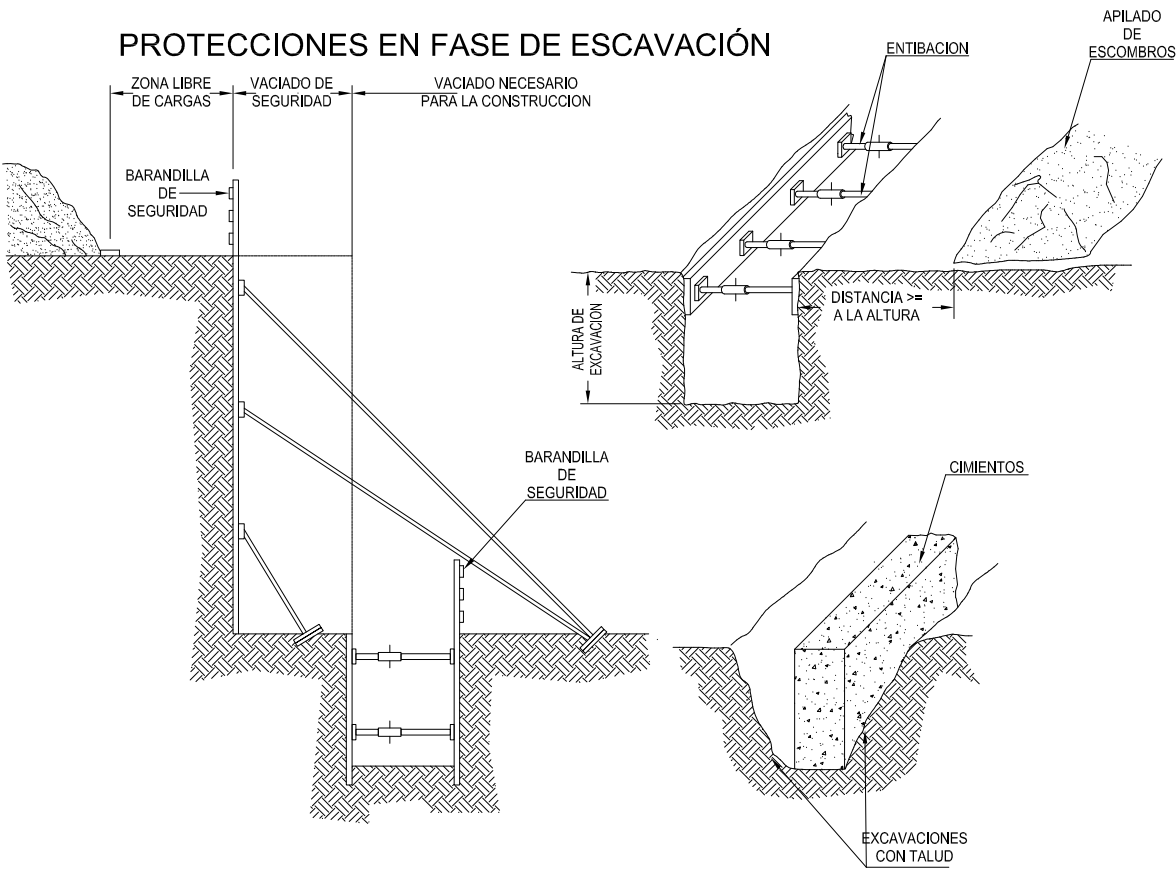 PROTECCIONES EN FASE DE ESCAVACIÓN
ZONA LIBRE
DE CARGAS
VACIADO DE
SEGURIDAD
VACIADO NECESARIO
PARA LA CONSTRUCCION
BARANDILLA
DE
SEGURIDAD
BARANDILLA
DE
SEGURIDAD
ENTIBACION
APILADO
DE
ESCOMBROS
ALTURA DE
EXCAVACION
DISTANCIA >=
A LA ALTURA
CIMIENTOS
EXCAVACIONES
CON TALUD